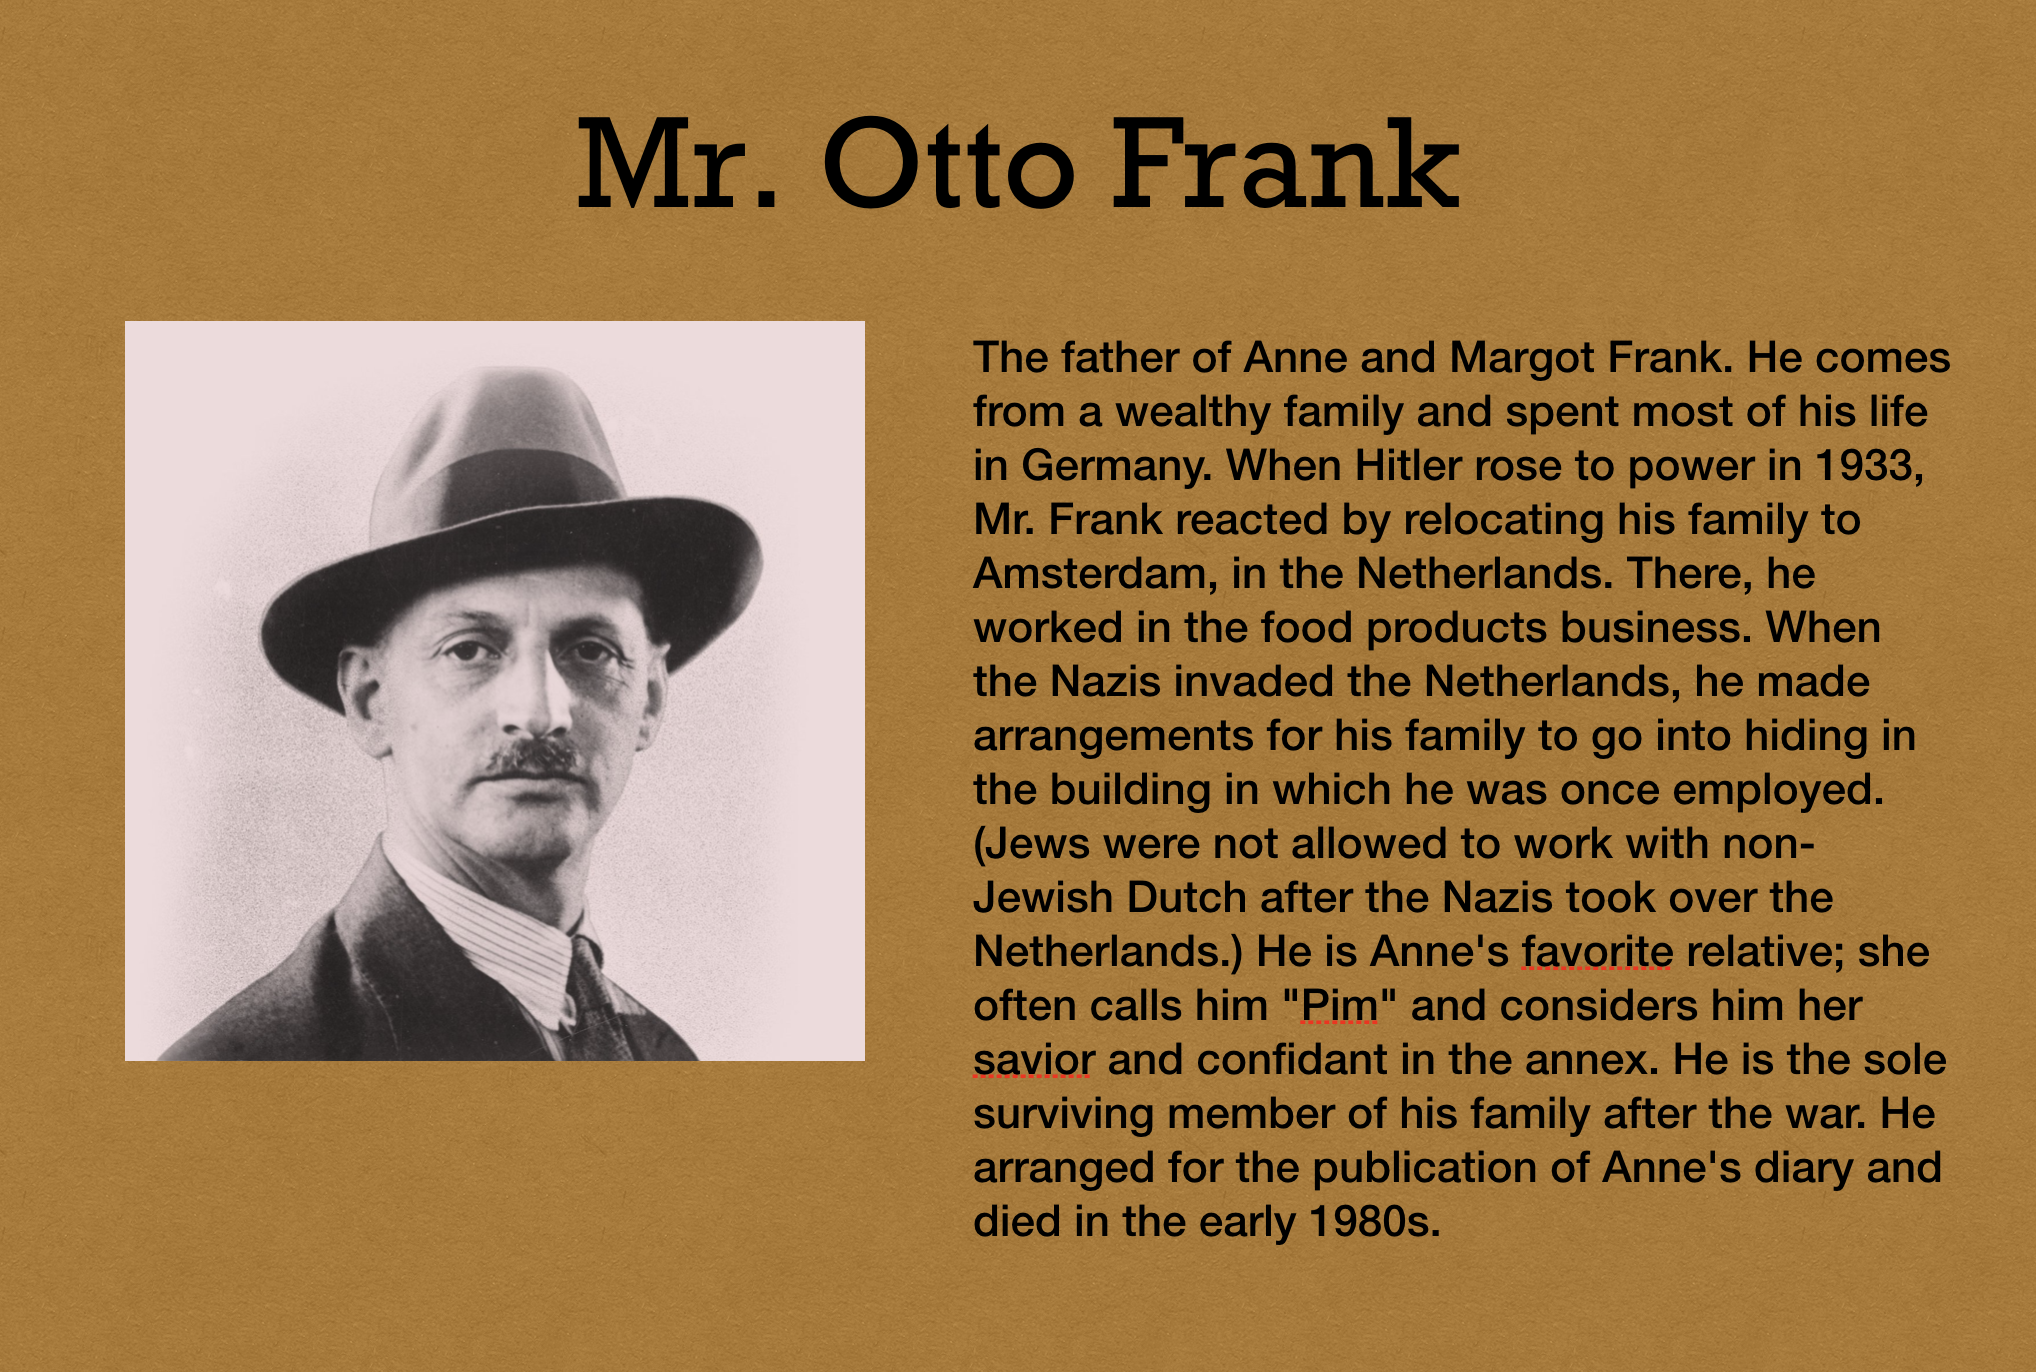 Mr. Otto Frank
The father of Anne and Margot Frank. He comes
from a wealthy family and spent most of his life
in Germany. When Hitler rose to power in 1933,
Mr. Frank reacted by relocating his family to
Amsterdam, in the Netherlands. There, he
worked in the food products business. When
the Nazis invaded the Netherlands, he made
arrangements for his family to go into hiding in
the building in which he was once employed.
(Jews were not allowed to work with non-
Jewish Dutch after the Nazis took over the
Netherlands.) He is Anne's favorite relative; she
often calls him "Pim" and considers him her
savior and confidant in the annex. He is the sole
surviving member of his family after the war. He
arranged for the publication of Anne's diary and
died in the early 1980s.